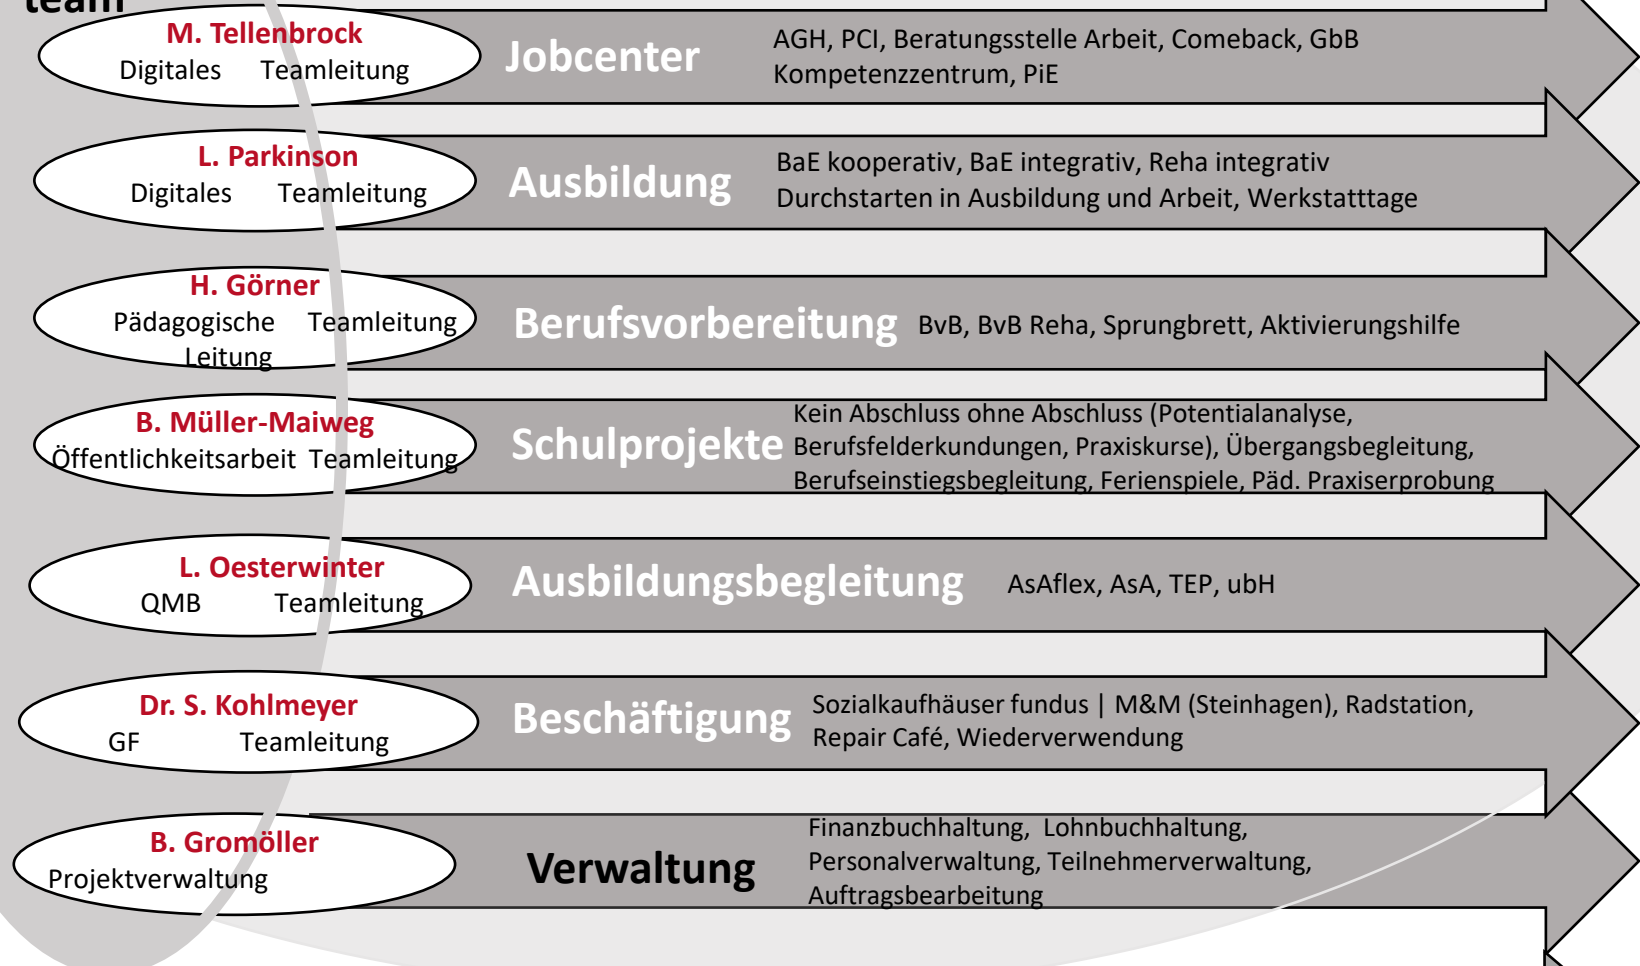 team
M. Tellenbrock
Digitales Teamleitung
Jobcenter
AGH, PCI, Beratungsstelle Arbeit, Comeback, GbB
Kompetenzzentrum, PiE
L. Parkinson
Digitales Teamleitung
Ausbildung
BaE kooperativ, BaE integrativ, Reha integrativ
Durchstarten in Ausbildung und Arbeit, Werkstatttage
H. Görner
Pädagogische Teamleitung
Leitung
Berufsvorbereitung
BvB, BvB Reha, Sprungbrett, Aktivierungshilfe
B. Müller-Maiweg
Öffentlichkeitsarbeit Teamleitung
Schulprojekte
Kein Abschluss ohne Abschluss (Potentialanalyse,
Berufsfelderkundungen, Praxiskurse), Übergangsbegleitung,
Berufseinstiegsbegleitung, Ferienspiele, Päd. Praxiserprobung
L. Oesterwinter
QMB Teamleitung
Ausbildungsbegleitung
AsAflex, AsA, TEP, ubH
Dr. S. Kohlmeyer
GF Teamleitung
Beschäftigung
Sozialkaufhäuser fundus | M&M (Steinhagen), Radstation,
Repair Café, Wiederverwendung
B. Gromöller
Projektverwaltung
Verwaltung
Finanzbuchhaltung, Lohnbuchhaltung,
Personalverwaltung, Teilnehmerverwaltung,
Auftragsbearbeitung